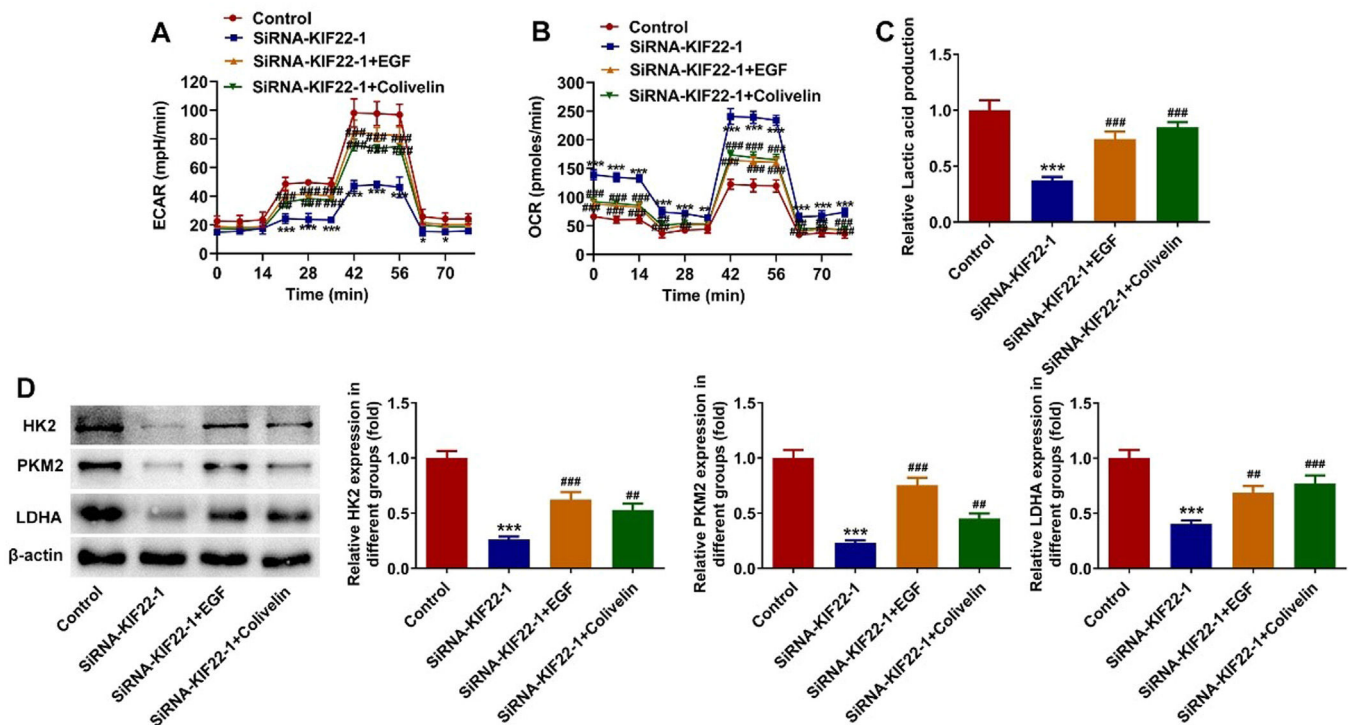 A
Control
SiRNA-KIF22-1
SiRNA-KIF22-1+EGF
SiRNA-KIF22-1+Colivelin
ECAR (mpH/min)
120
100
80
60
40
20
0
0 14 28 42 56 70
Time (min)
###
###
###
###
###
###
###
###
###
###
###
###
***
***
***
***
***
***
*
*
B
Control
SiRNA-KIF22-1
SiRNA-KIF22-1+EGF
SiRNA-KIF22-1+Colivelin
OCR (pmoles/min)
300
250
200
150
100
50
0
0 14 28 42 56 70
Time (min)
***
***
***
***
***
**
***
***
***
***
***
***
###
###
###
###
###
###
###
###
###
###
###
###
C
Relative Lactic acid production
1.5
1.0
0.5
0.0
***
###
###
Control
SiRNA-KIF22-1
SiRNA-KIF22-1+EGF
SiRNA-KIF22-1+Colivelin
D
HK2
PKM2
LDHA
β-actin
Control
SiRNA-KIF22-1
SiRNA-KIF22-1+EGF
SiRNA-KIF22-1+Colivelin
Relative HK2 expression in
different groups (fold)
1.5
1.0
0.5
0.0
***
###
##
Control
SiRNA-KIF22-1
SiRNA-KIF22-1+EGF
SiRNA-KIF22-1+Colivelin
Relative PKM2 expression in
different groups (fold)
1.5
1.0
0.5
0.0
***
###
##
Control
SiRNA-KIF22-1
SiRNA-KIF22-1+EGF
SiRNA-KIF22-1+Colivelin
Relative LDHA expression in
different groups (fold)
1.5
1.0
0.5
0.0
***
##
###
Control
SiRNA-KIF22-1
SiRNA-KIF22-1+EGF
SiRNA-KIF22-1+Colivelin